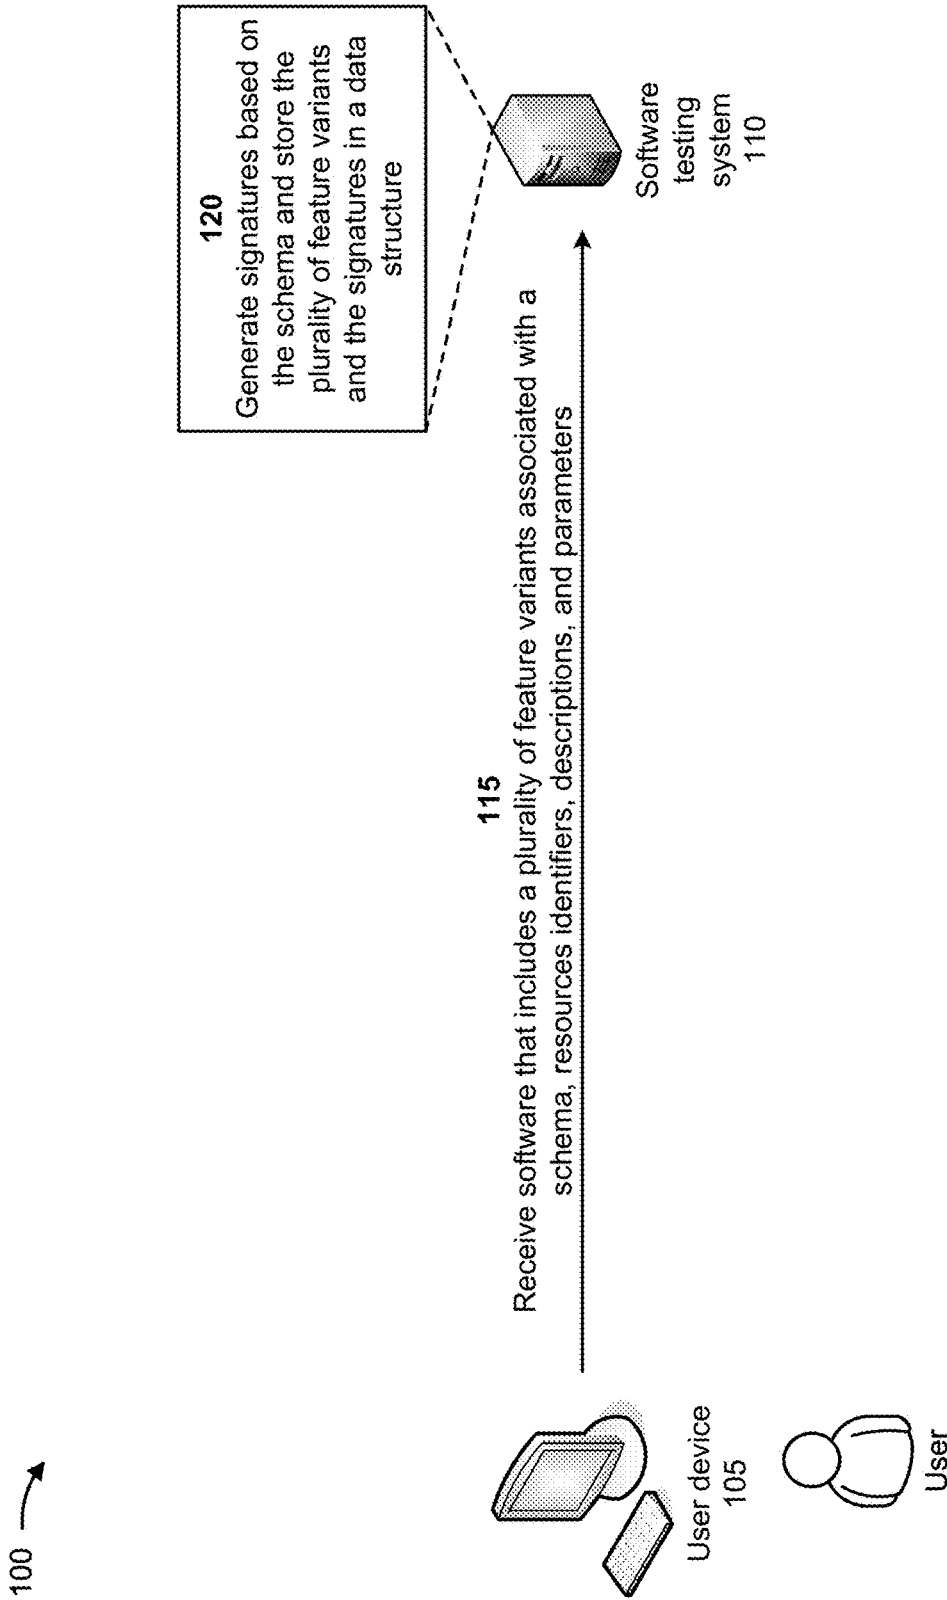 100
120
Generate signatures based on
the schema and store the
plurality of feature variants
and the signatures in a data
structure
115
Receive software that includes a plurality of feature variants associated with a
schema, resources identifiers, descriptions, and parameters
User device
105
User
Software
testing
system
110